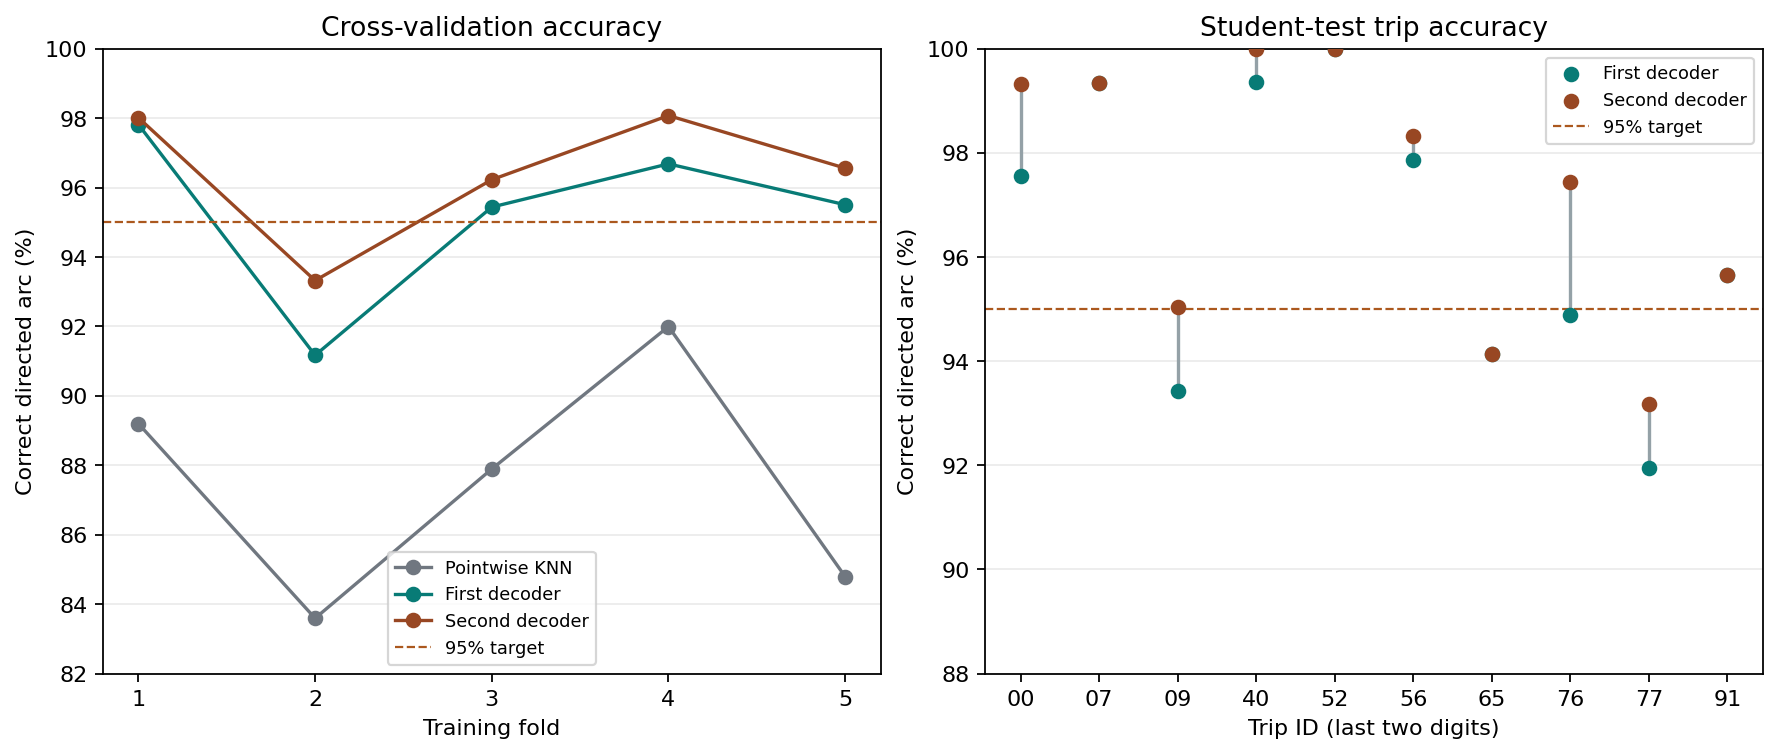 Cross-validation accuracy
100
98
96
94
92
90
88
86
84
82
Correct directed arc (%)
Pointwise KNN
First decoder
Second decoder
95% target
1 2 3 4 5
Training fold
Student-test trip accuracy
100
98
96
94
92
90
88
Correct directed arc (%)
First decoder
Second decoder
95% target
00 07 09 40 52 56 65 76 77 91
Trip ID (last two digits)